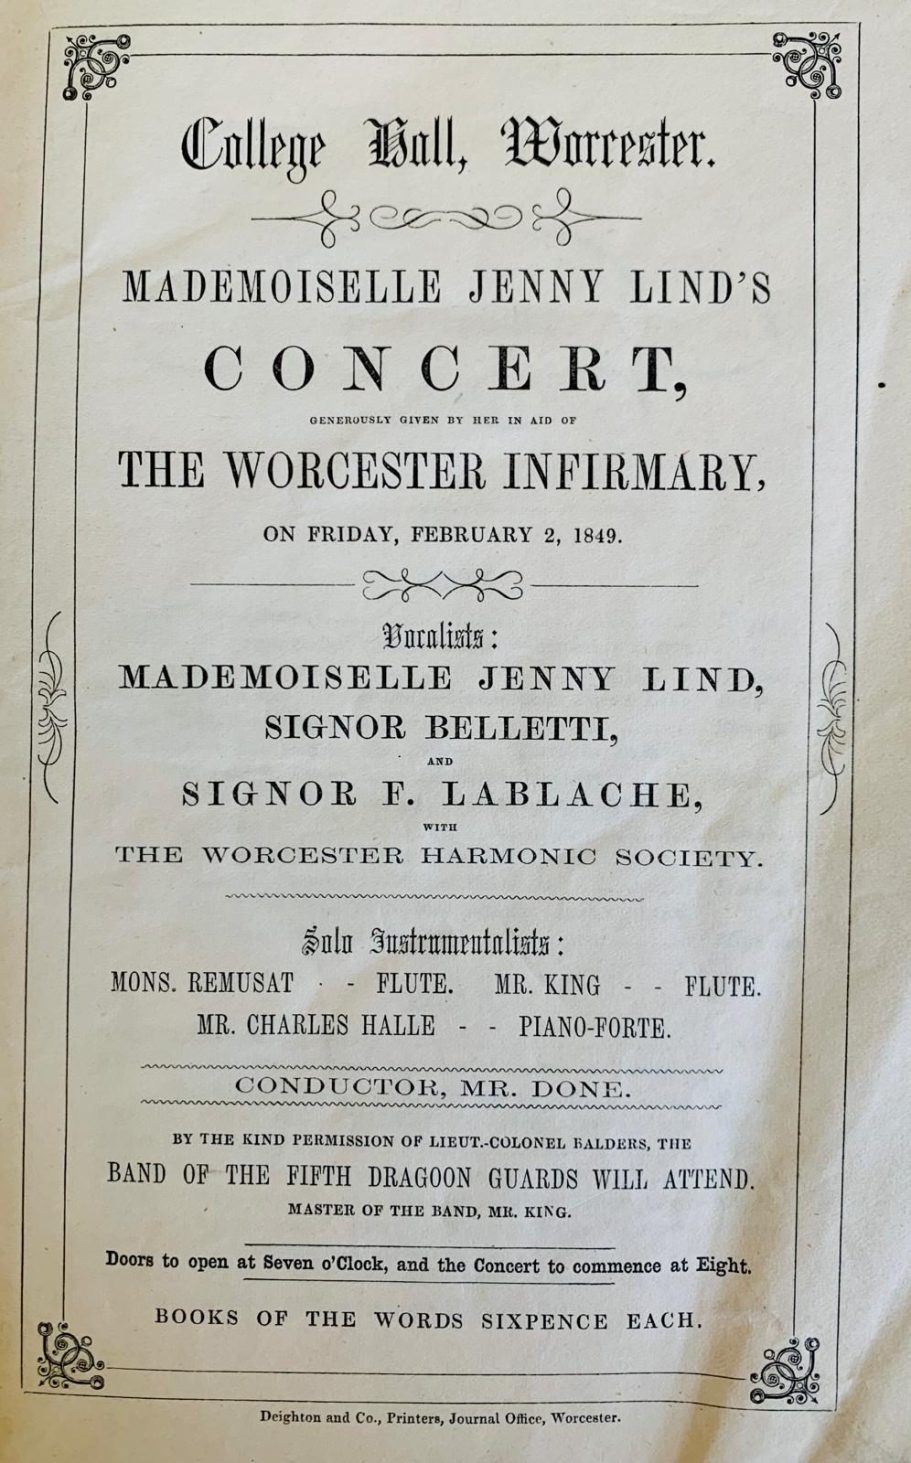 College Hall, Worcester.
MADEMOISELLE JENNY LIND'S
CONCERT,
GENEROUSLY GIVEN BY HER IN AID OF
THE WORCESTER INFIRMARY,
ON FRIDAY, FEBRUARY 2, 1849.
Vocalists:
MADEMOISELLE JENNY LIND,
SIGNOR BELLETTI,
AND
SIGNOR F. LABLACHE,
WITH
THE WORCESTER HARMONIC SOCIETY.
Solo Instrumentalists:
MONS. REMUSAT - - FLUTE. MR. KING - - FLUTE.
MR. CHARLES HALLE - - PIANO-FORTE.
CONDUCTOR, MR. DONE.
BY THE KIND PERMISSION OF LIEUT.-COLONEL BALDERS, THE
BAND OF THE FIFTH DRAGOON GUARDS WILL ATTEND.
MASTER OF THE BAND, MR. KING.
Doors to open at Seven o'Clock, and the Concert to commence at Eight.
BOOKS OF THE WORDS SIXPENCE EACH.
Deighton and Co., Printers, Journal Office, Worcester.